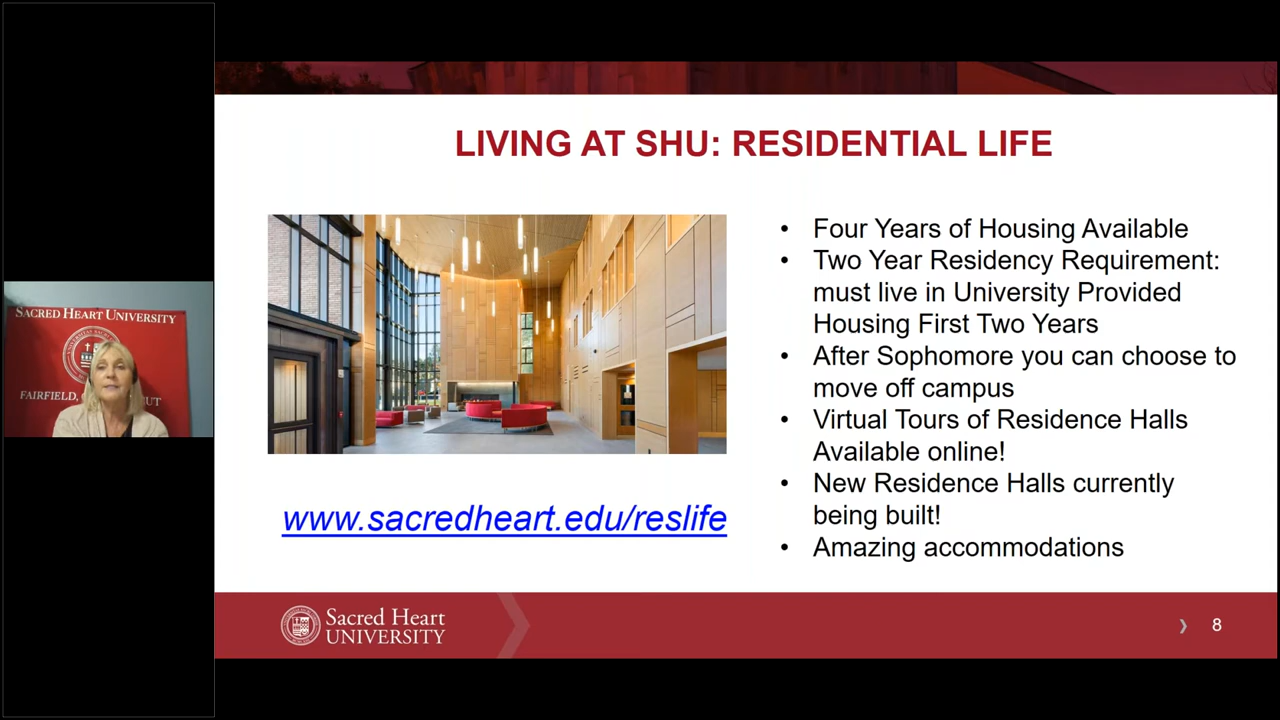 LIVING AT SHU: RESIDENTIAL LIFE
SACRED HEART UNIVERSITY
FAIRFIELD,
www.sacredheart.edu/reslife
• Four Years of Housing Available
• Two Year Residency Requirement:
must live in University Provided
Housing First Two Years
• After Sophomore you can choose to
move off campus
• Virtual Tours of Residence Halls
Available online!
• New Residence Halls currently
being built!
• Amazing accommodations
Sacred Heart
UNIVERSITY
8